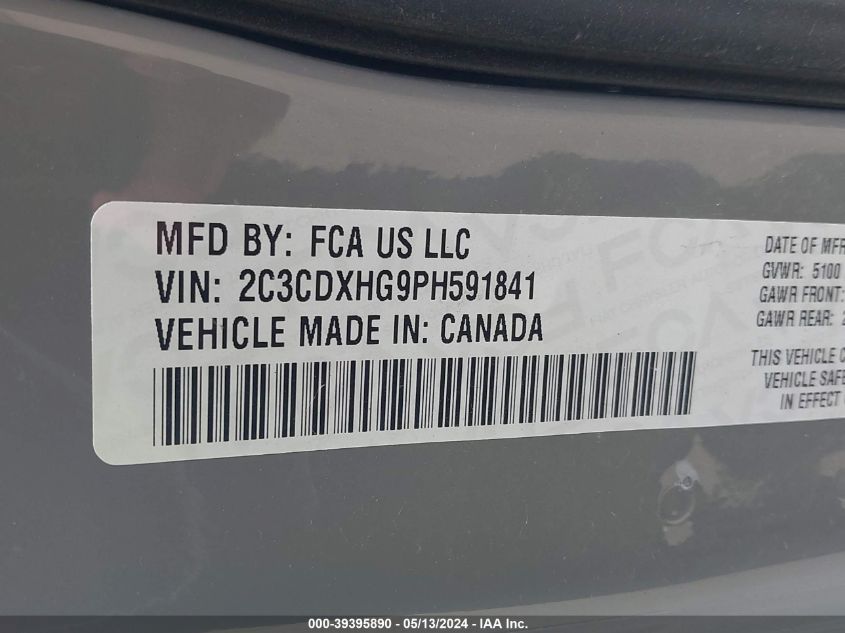 MFD BY: FCA US LLC
VIN: 2C3CDXHG9PH591841
VEHICLE MADE IN: CANADA
DATE OF MFR
GVWR: 5100
GAWR FRONT:
GAWR REAR: 2
THIS VEHICLE C
VEHICLE SAFE
IN EFFECT
000-39395890 - 05/13/2024 - IAA Inc.